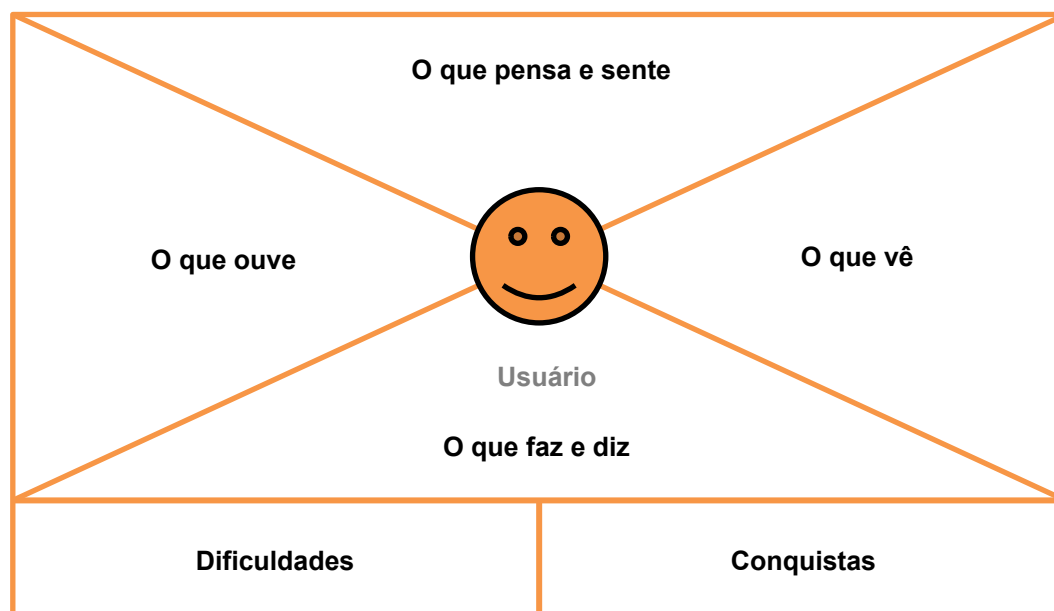 O que pensa e sente
O que ouve
O que vê
Usuário
O que faz e diz
Dificuldades
Conquistas